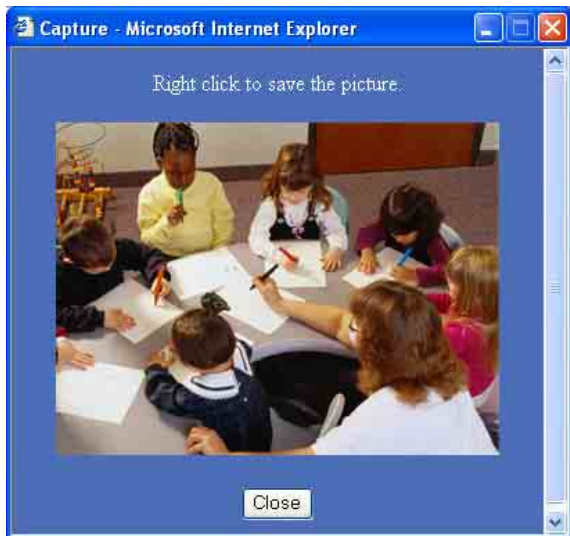 Capture - Microsoft Internet Explorer
Right click to save the picture.
Close